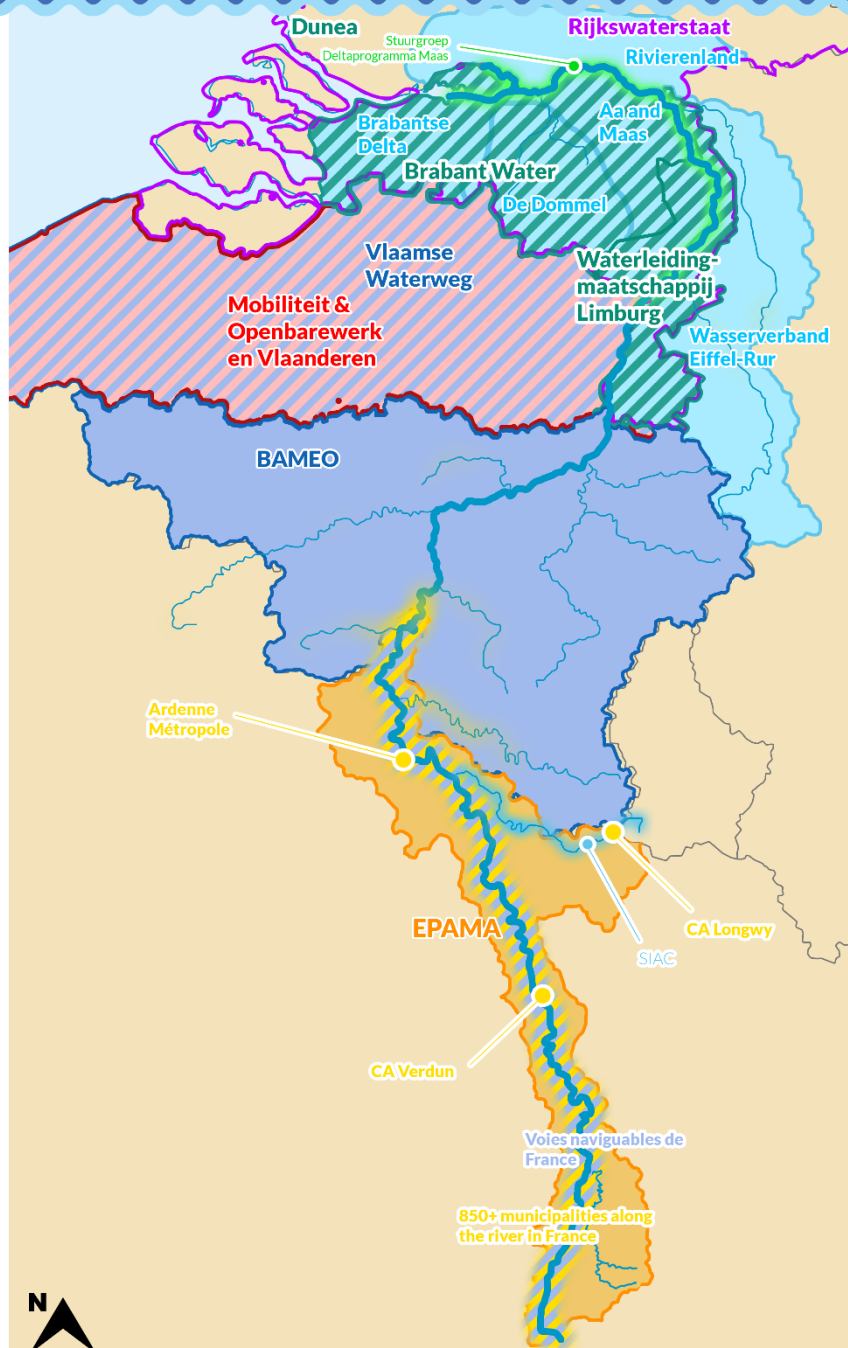 Dunea
Rijkswaterstaat
Stuurgroep
Deltaprogramma Maas
Rivierenland
Brabantse
Delta
Aa and
Maas
Brabant Water
De Dommel
Vlaamse
Waterweg
Waterleiding-
maatschappij
Limburg
Mobiliteit &
Openbarewerk
en Vlaanderen
Wasserverband
Eiffel-Rur
BAMEO
Ardenne
Métropole
EPAMA
CA Longwy
SIAC
CA Verdun
Voies naviguables de
France
850+ municipalities along
the river in France
N